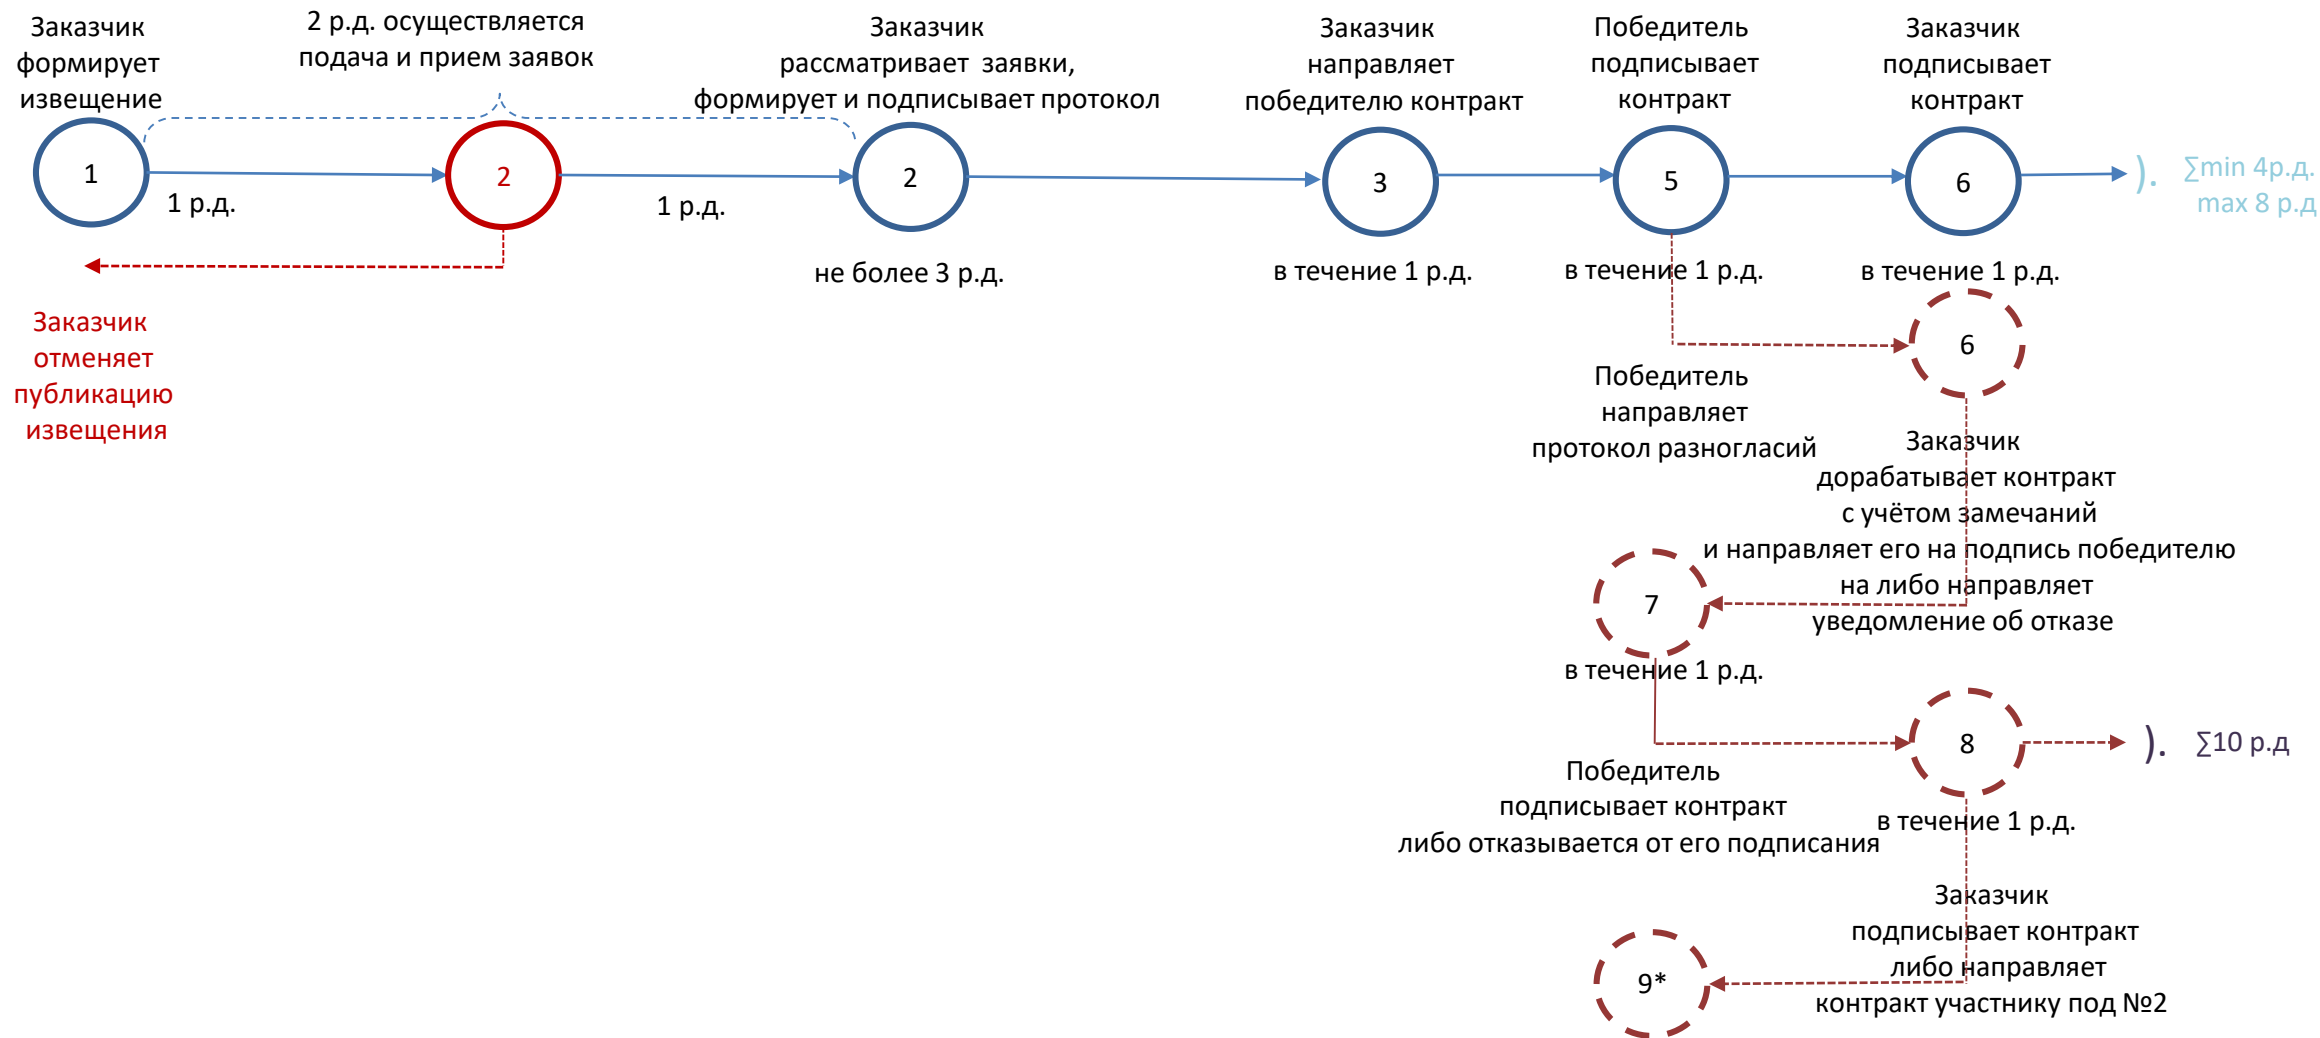 Заказчик
формирует
извещение
2 р.д. осуществляется
подача и прием заявок
Заказчик
рассматривает заявки,
формирует и подписывает протокол
Заказчик
направляет
победителю контракт
Победитель
подписывает
контракт
Заказчик
подписывает
контракт
1
2
2
3
5
6
). ∑min 4р.д.
max 8 р.д
1 р.д.
1 р.д.
не более 3 р.д.
в течение 1 р.д.
в течение 1 р.д.
в течение 1 р.д.
Заказчик
отменяет
публикацию
извещения
6
Победитель
направляет
протокол разногласий
Заказчик
дорабатывает контракт
с учётом замечаний
и направляет его на подпись победителю
на либо направляет
уведомление об отказе
7
в течение 1 р.д.
8
). ∑10 р.д
Победитель
подписывает контракт
либо отказывается от его подписания
в течение 1 р.д.
Заказчик
подписывает контракт
либо направляет
контракт участнику под №2
9*